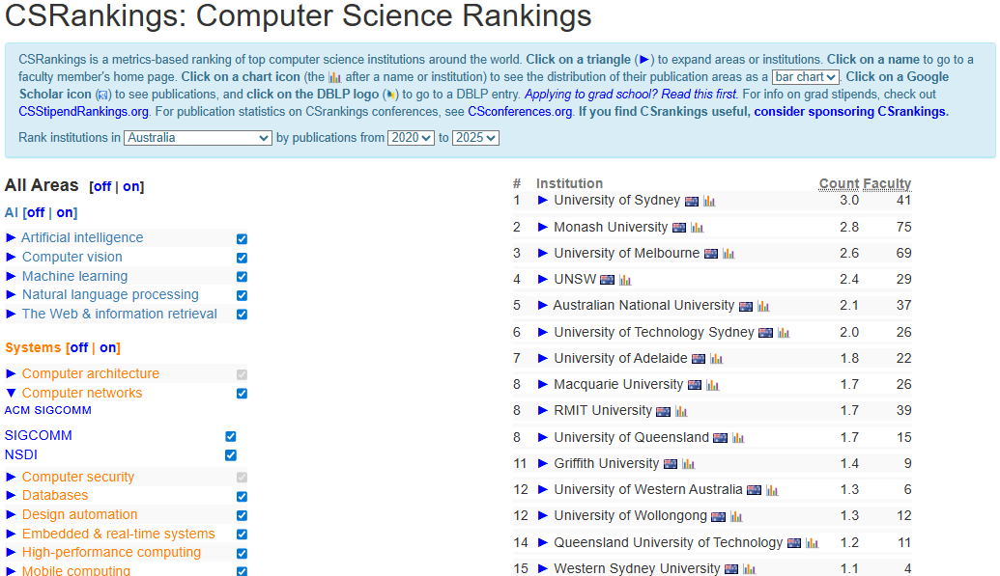 CSRankings: Computer Science Rankings
CSRankings is a metrics-based ranking of top computer science institutions around the world. Click on a triangle (▶) to expand areas or institutions. Click on a name to go to a
faculty member's home page. Click on a chart icon (the after a name or institution) to see the distribution of their publication areas as a bar chart. Click on a Google
Scholar icon () to see publications, and click on the DBLP logo () to go to a DBLP entry. Applying to grad school? Read this first. For info on grad stipends, check out
CSStipendRankings.org. For publication statistics on CSrankings conferences, see CSconferences.org. If you find CSrankings useful, consider sponsoring CSrankings.
Rank institutions in Australia by publications from 2020 to 2025
All Areas [off | on]
AI [off | on]
▶ Artificial intelligence
▶ Computer vision
▶ Machine learning
▶ Natural language processing
▶ The Web & information retrieval
Systems [off | on]
▶ Computer architecture
▼ Computer networks
ACM SIGCOMM
SIGCOMM
NSDI
▶ Computer security
▶ Databases
▶ Design automation
▶ Embedded & real-time systems
▶ High-performance computing
▶ Mobile computing
# Institution Count Faculty
1 ▶ University of Sydney 3.0 41
2 ▶ Monash University 2.8 75
3 ▶ University of Melbourne 2.6 69
4 ▶ UNSW 2.4 29
5 ▶ Australian National University 2.1 37
6 ▶ University of Technology Sydney 2.0 26
7 ▶ University of Adelaide 1.8 22
8 ▶ Macquarie University 1.7 26
8 ▶ RMIT University 1.7 39
8 ▶ University of Queensland 1.7 15
11 ▶ Griffith University 1.4 9
12 ▶ University of Western Australia 1.3 6
12 ▶ University of Wollongong 1.3 12
14 ▶ Queensland University of Technology 1.2 11
15 ▶ Western Sydney University 1.1 4